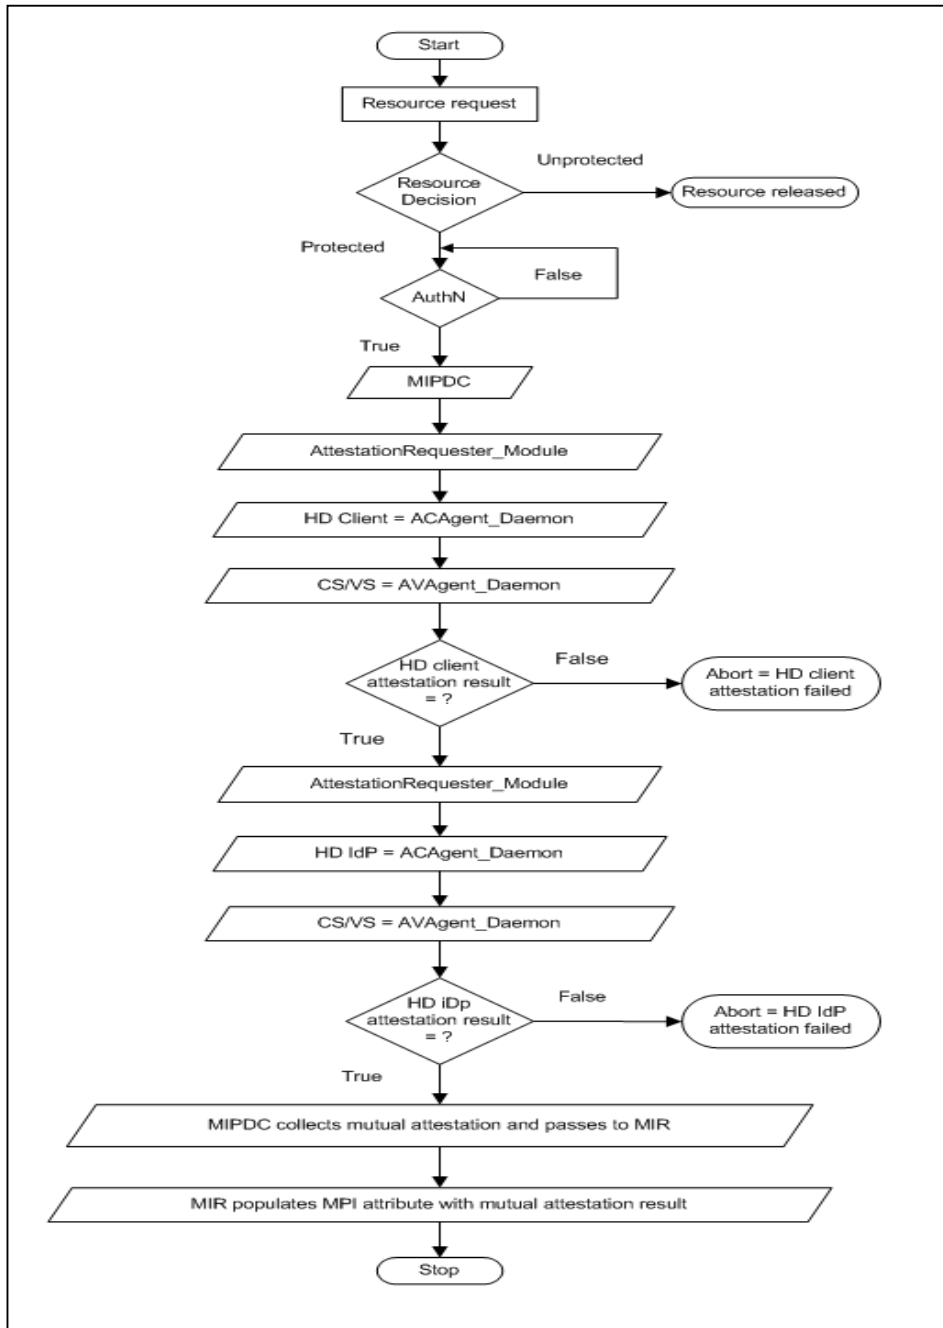 Start
Resource request
Resource
Decision
Unprotected
Resource released
Protected
False
AuthN
True
MIPDC
AttestationRequester_Module
HD Client = ACAgent_Daemon
CS/VS = AVAgent_Daemon
HD client
attestation result
= ?
False
Abort = HD client
attestation failed
True
AttestationRequester_Module
HD IdP = ACAgent_Daemon
CS/VS = AVAgent_Daemon
HD iDp
attestation result
= ?
False
Abort = HD IdP
attestation failed
True
MIPDC collects mutual attestation and passes to MIR
MIR populates MPI attribute with mutual attestation result
Stop